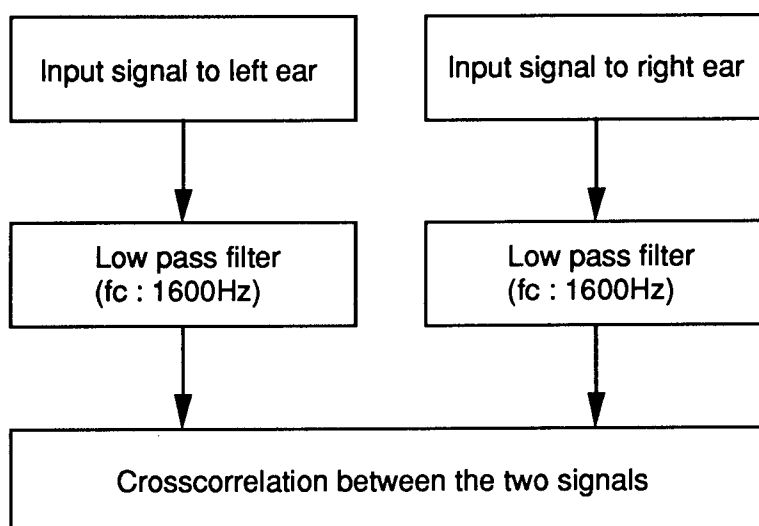 Input signal to left ear
Input signal to right ear
Low pass filter
(fc : 1600Hz)
Low pass filter
(fc : 1600Hz)
Crosscorrelation between the two signals